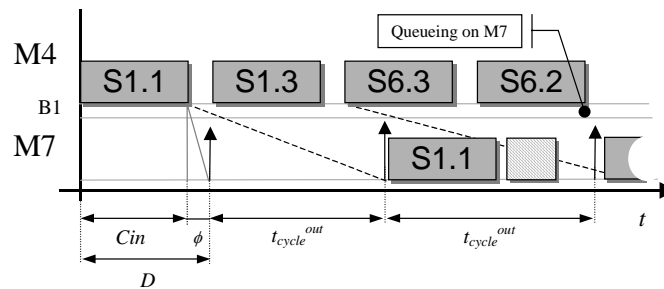 Queueing on M7
M4
S1.1 S1.3 S6.3 S6.2
B1
M7
S1.1
t
Cin ϕ t_cycle^out t_cycle^out
D